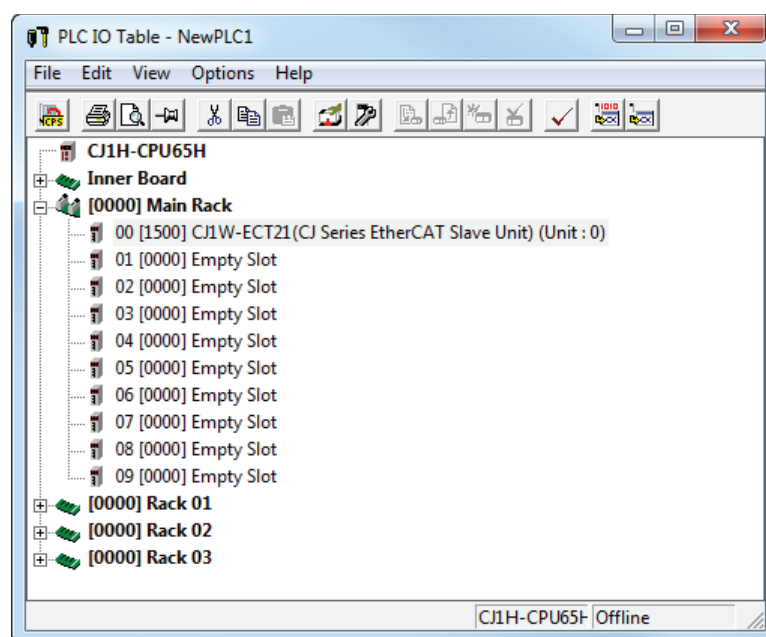 PLC IO Table - NewPLC1
File Edit View Options Help
CPS
CJ1H-CPU65H
Inner Board
[0000] Main Rack
00 [1500] CJ1W-ECT21(CJ Series EtherCAT Slave Unit) (Unit : 0)
01 [0000] Empty Slot
02 [0000] Empty Slot
03 [0000] Empty Slot
04 [0000] Empty Slot
05 [0000] Empty Slot
06 [0000] Empty Slot
07 [0000] Empty Slot
08 [0000] Empty Slot
09 [0000] Empty Slot
[0000] Rack 01
[0000] Rack 02
[0000] Rack 03
CJ1H-CPU65H Offline